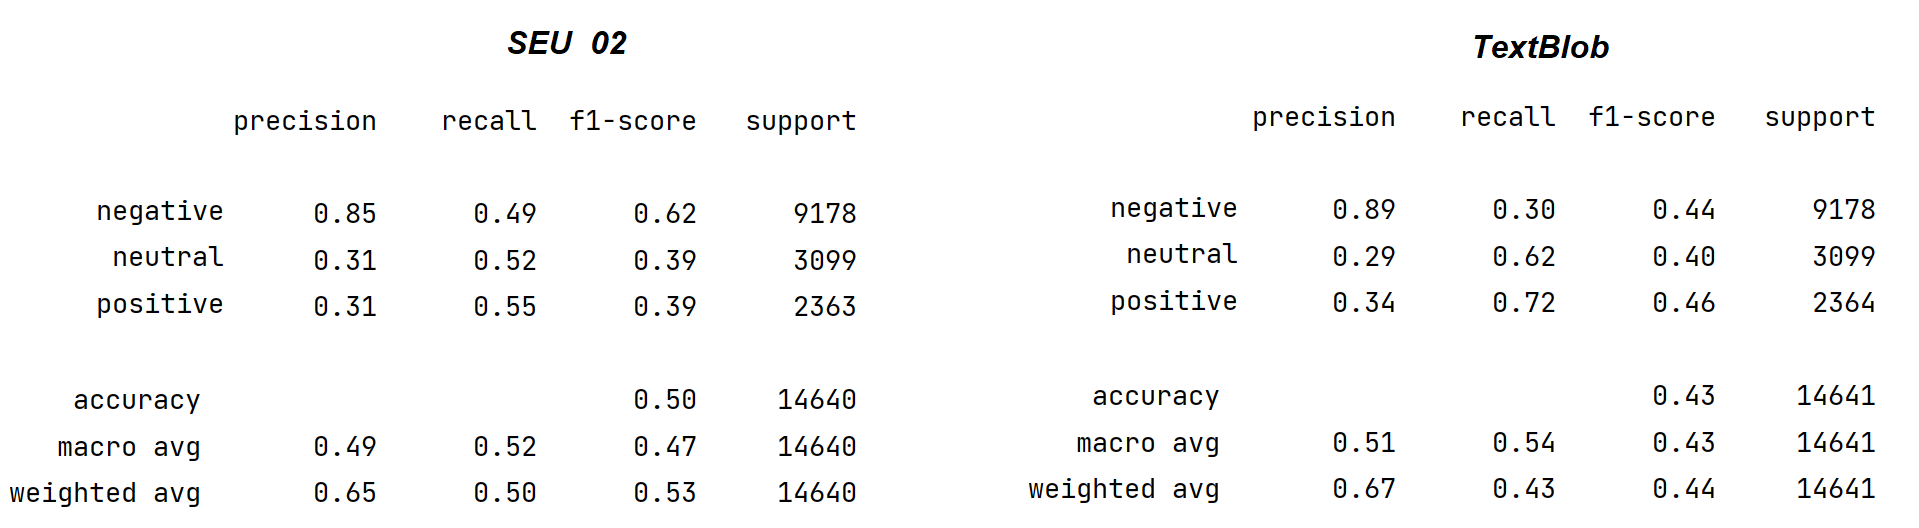 SEU 02
precision recall f1-score support
negative 0.85 0.49 0.62 9178
neutral 0.31 0.52 0.39 3099
positive 0.31 0.55 0.39 2363
accuracy 0.50 14640
macro avg 0.49 0.52 0.47 14640
weighted avg 0.65 0.50 0.53 14640
TextBlob
precision recall f1-score support
negative 0.89 0.30 0.44 9178
neutral 0.29 0.62 0.40 3099
positive 0.34 0.72 0.46 2364
accuracy 0.43 14641
macro avg 0.51 0.54 0.43 14641
weighted avg 0.67 0.43 0.44 14641